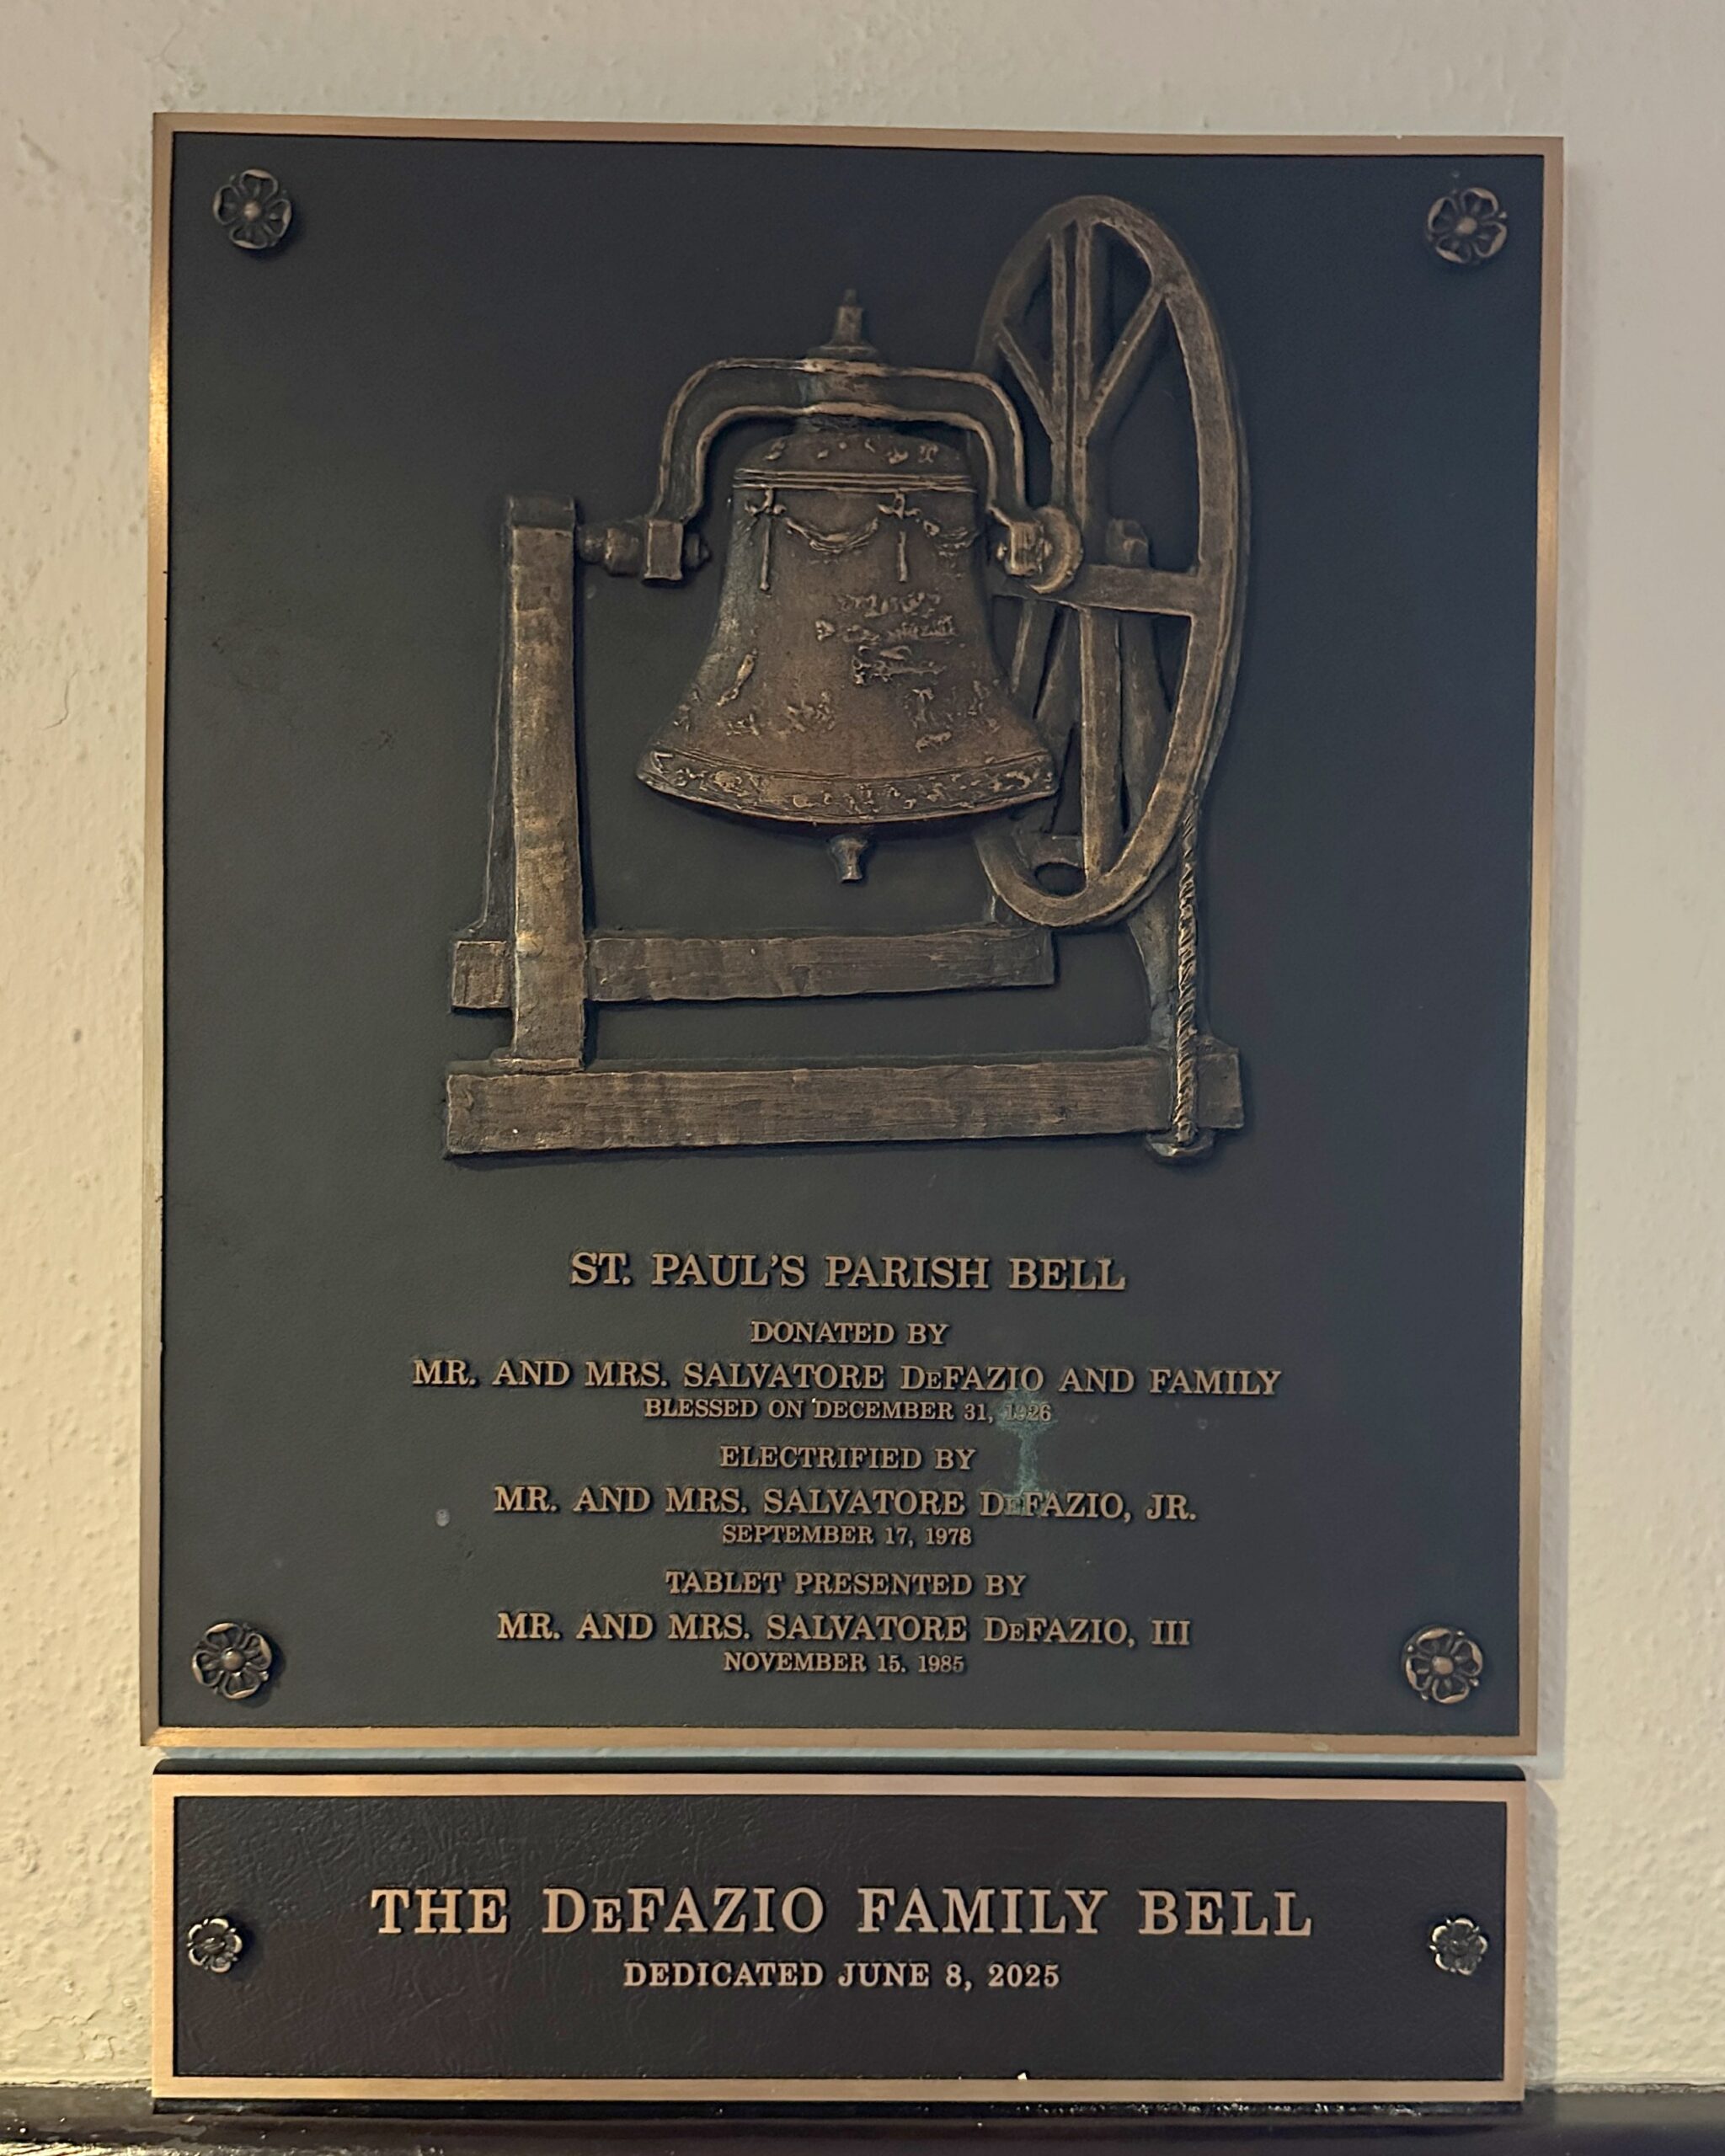 ST. PAUL'S PARISH BELL
DONATED BY
MR. AND MRS. SALVATORE DeFAZIO AND FAMILY
BLESSED ON DECEMBER 31, 1926
ELECTRIFIED BY
MR. AND MRS. SALVATORE DeFAZIO, JR.
SEPTEMBER 17, 1978
TABLET PRESENTED BY
MR. AND MRS. SALVATORE DeFAZIO, III
NOVEMBER 15. 1985
THE DeFAZIO FAMILY BELL
DEDICATED JUNE 8, 2025